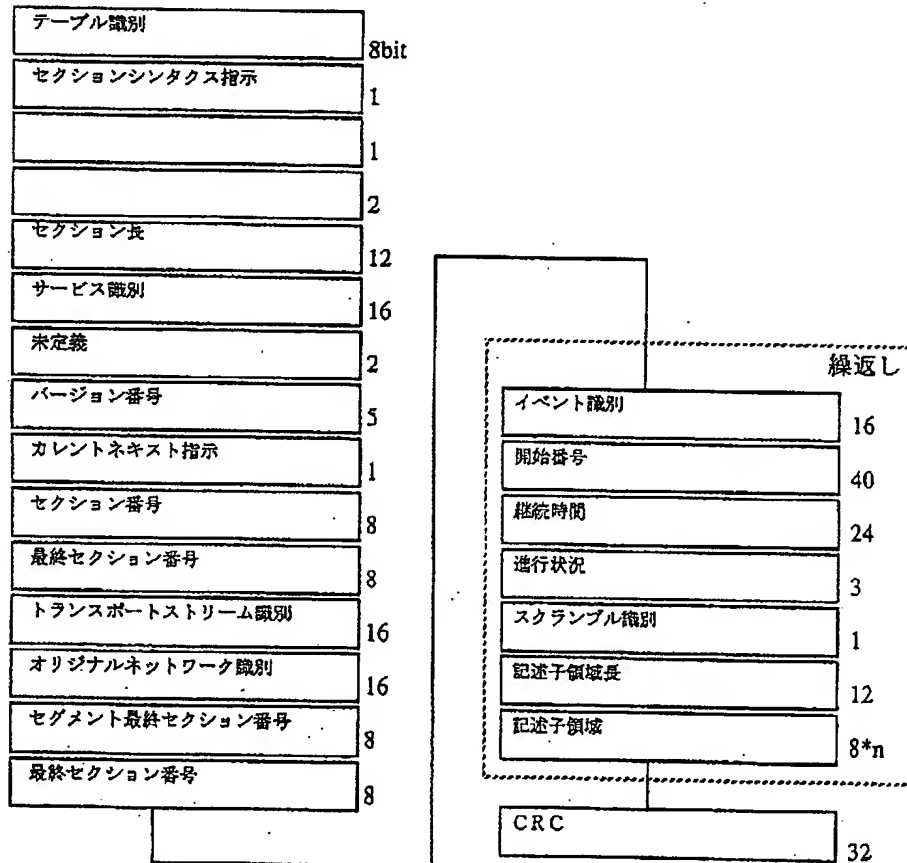 テーブル識別
8bit
セクションシンタクス指示
1
1
2
セクション長
12
サービス識別
16
未定義
2
バージョン番号
5
カレントネキスト指示
1
セクション番号
8
最終セクション番号
8
トランスポートストリーム識別
16
オリジナルネットワーク識別
16
セグメント最終セクション番号
8
最終セクション番号
8
繰返し
イベント識別
16
開始番号
40
継続時間
24
進行状況
3
スクランブル識別
1
記述子領域長
12
記述子領域
8*n
CRC
32